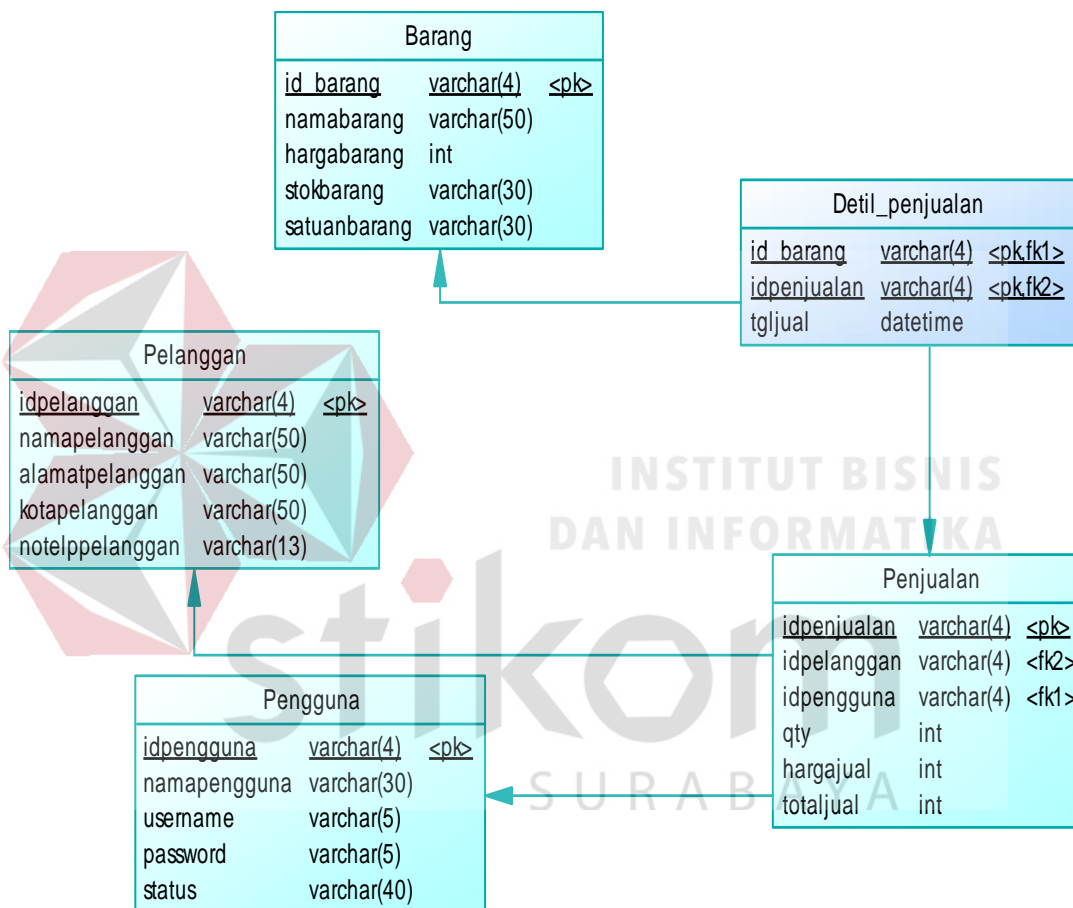 Barang
id_barang varchar(4) <pk>
namabarang varchar(50)
hargabarang int
stokbarang varchar(30)
satuanbarang varchar(30)
Detil_penjualan
id_barang varchar(4) <pk,fk1>
idpenjualan varchar(4) <pk,fk2>
tgljual datetime
Pelanggan
idpelanggan varchar(4) <pk>
namapelanggan varchar(50)
alamatpelanggan varchar(50)
kotapelanggan varchar(50)
notelppelanggan varchar(13)
INSTITUT BISNIS
DAN INFORMATIKA
stikom
SURABAYA
Penjualan
idpenjualan varchar(4) <pk>
idpelanggan varchar(4) <fk2>
idpengguna varchar(4) <fk1>
qty int
hargajual int
totaljual int
Pengguna
idpengguna varchar(4) <pk>
namapengguna varchar(30)
username varchar(5)
password varchar(5)
status varchar(40)